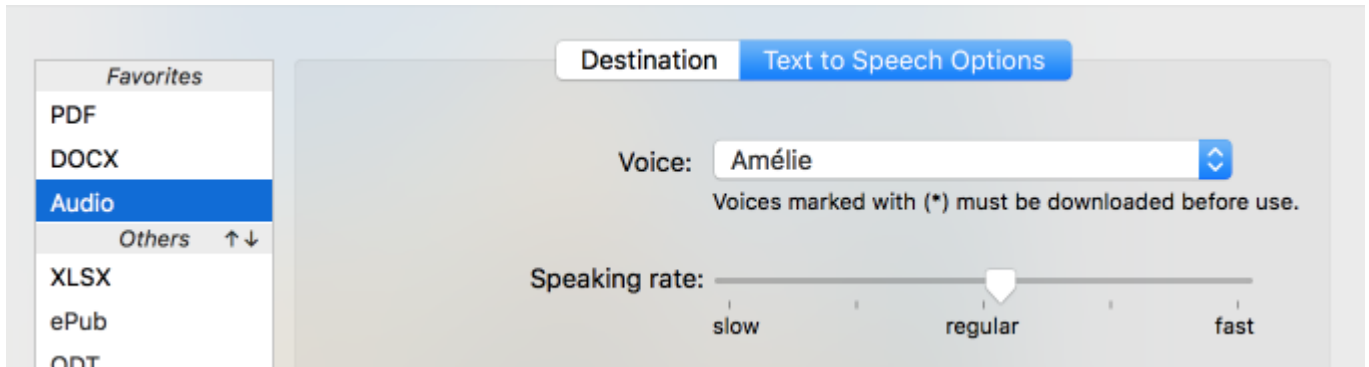 Destination
Text to Speech Options
Favorites
PDF
DOCX
Audio
Others ↑↓
XLSX
ePub
ODT
Voice: Amélie
Voices marked with (*) must be downloaded before use.
Speaking rate:
slow regular fast